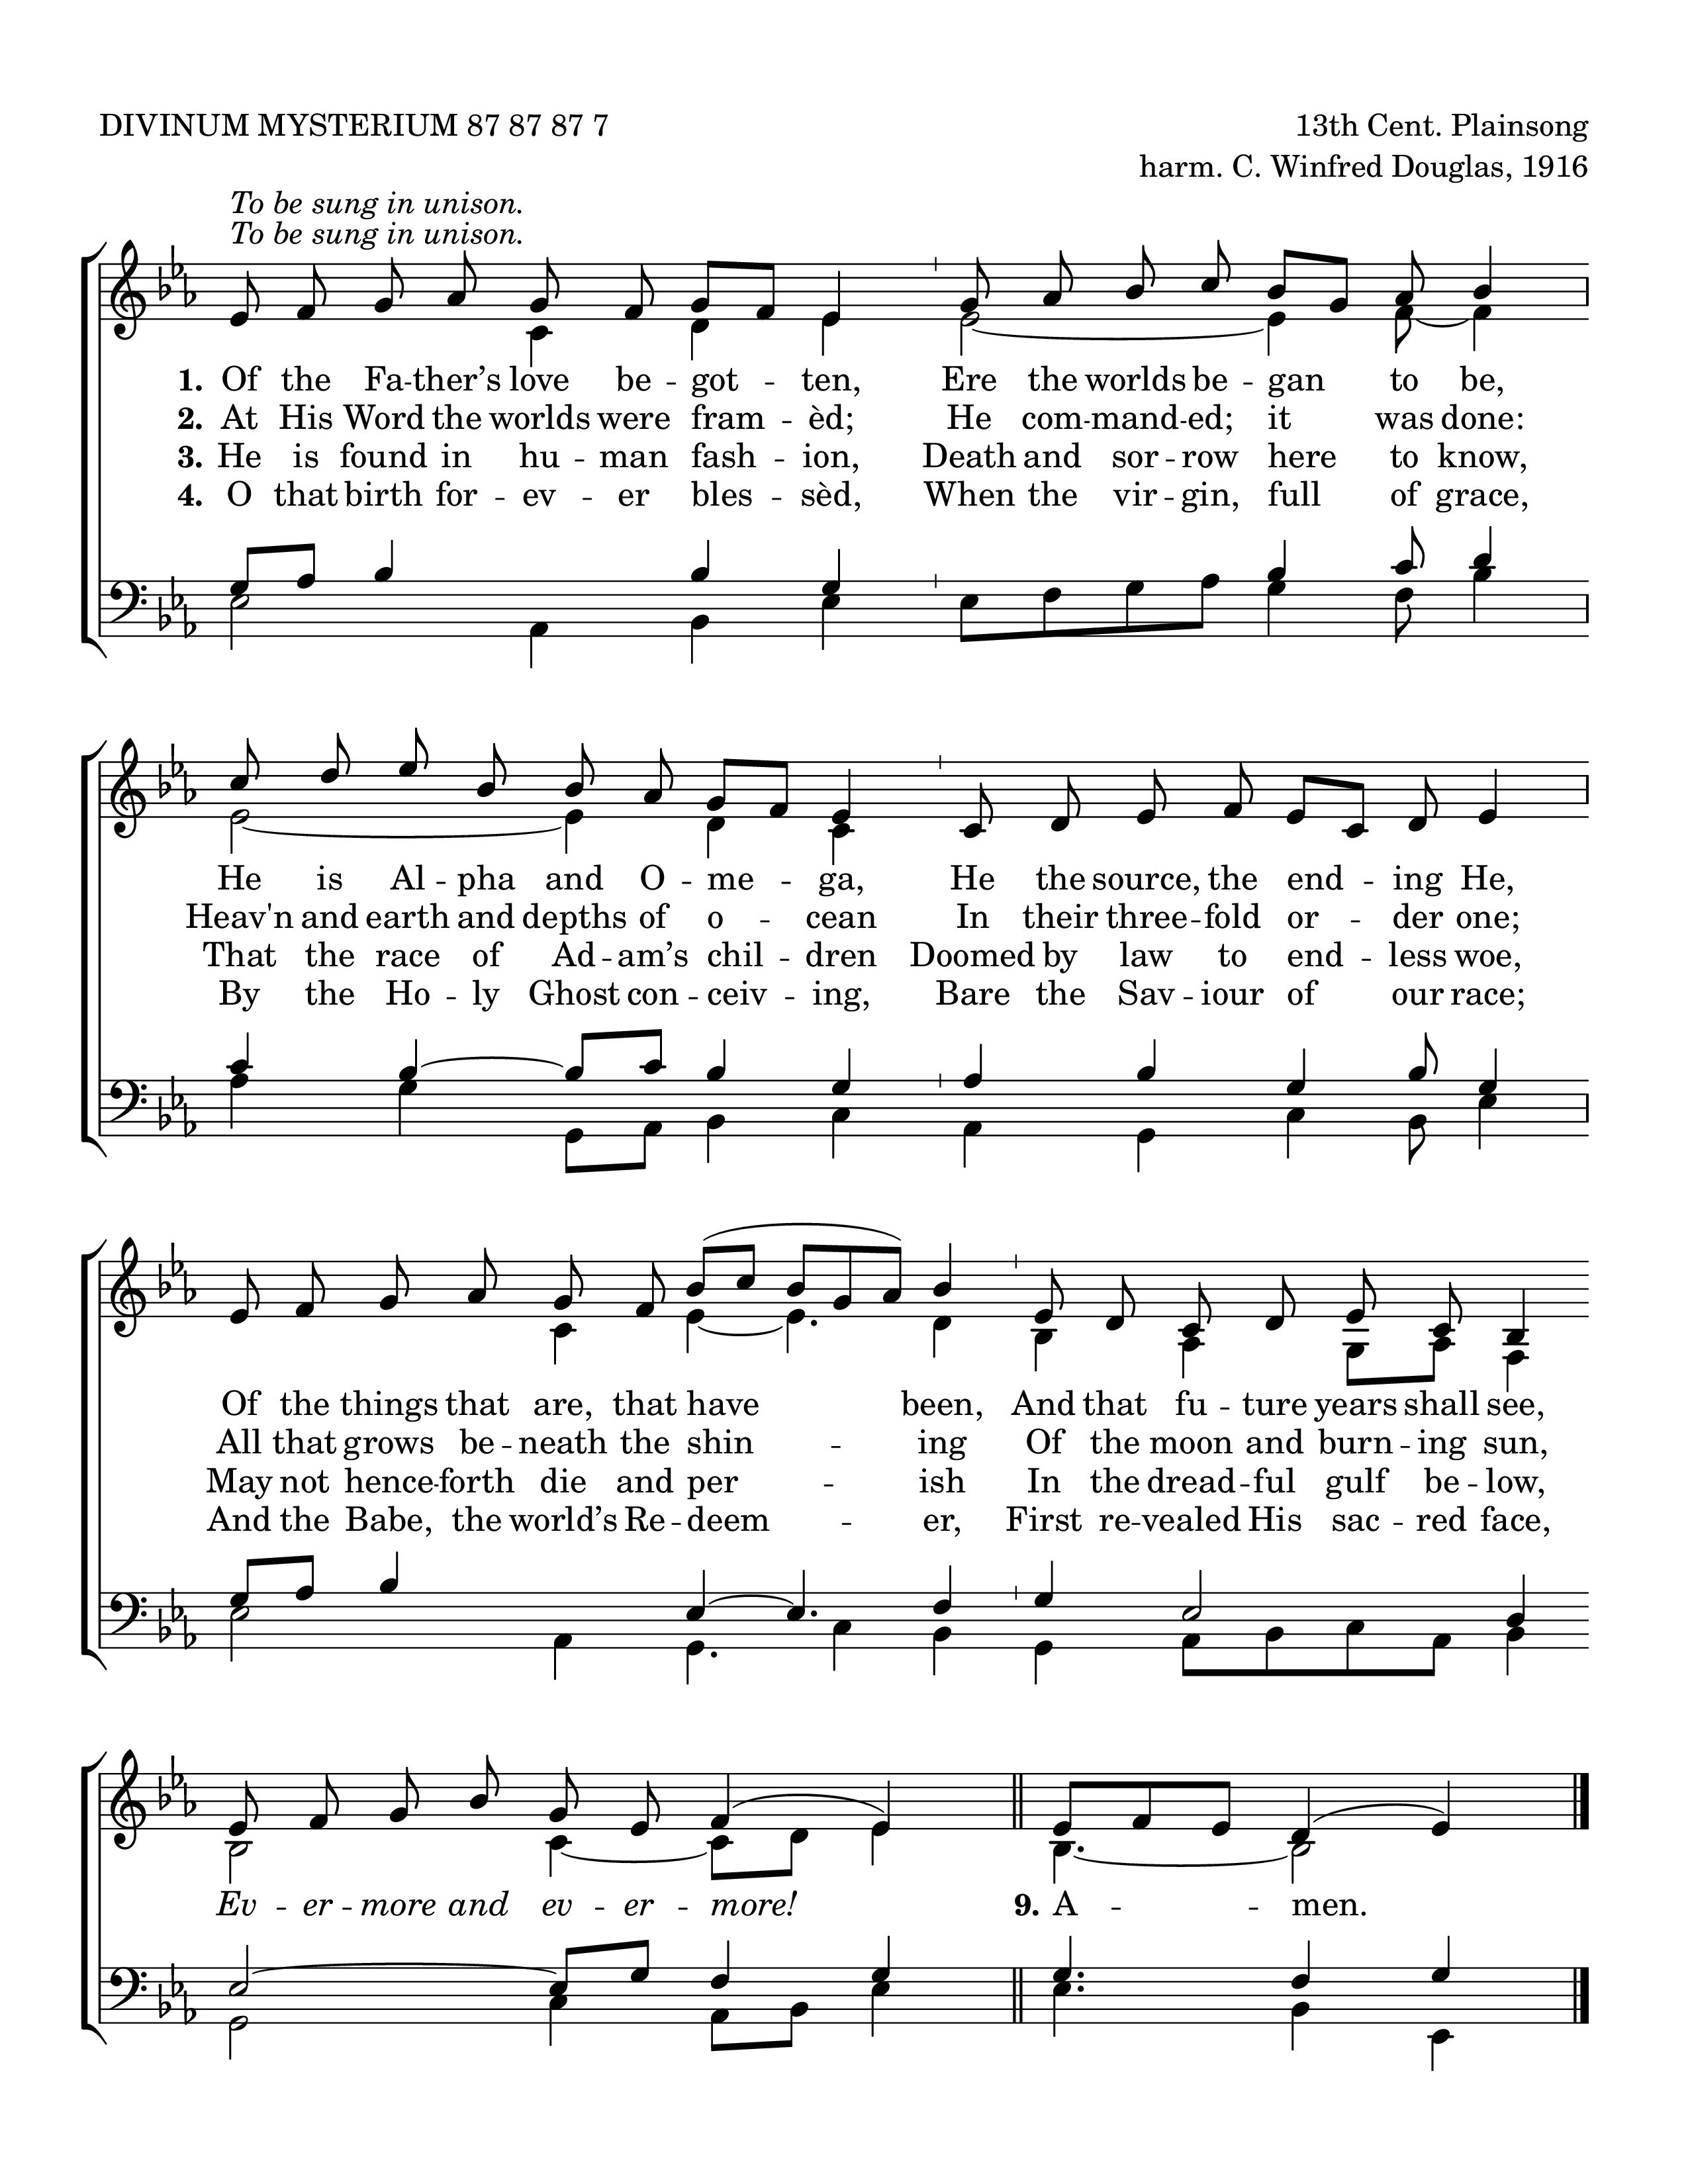 DIVINUM MYSTERIUM 87 87 87 7
13th Cent. Plainsong
harm. C. Winfred Douglas, 1916
To be sung in unison.
To be sung in unison.
1. Of the Fa -- ther’s love be -- got -- ten, Ere the worlds be -- gan to be,
2. At His Word the worlds were fram -- èd; He com -- mand -- ed; it was done:
3. He is found in hu -- man fash -- ion, Death and sor -- row here to know,
4. O that birth for -- ev -- er bles -- sèd, When the vir -- gin, full of grace,
He is Al -- pha and O -- me -- ga, He the source, the end -- ing He,
Heav'n and earth and depths of o -- cean In their three -- fold or -- der one;
That the race of Ad -- am’s chil -- dren Doomed by law to end -- less woe,
By the Ho -- ly Ghost con -- ceiv -- ing, Bare the Sav -- iour of our race;
Of the things that are, that have been, And that fu -- ture years shall see,
All that grows be -- neath the shin -- ing Of the moon and burn -- ing sun,
May not hence -- forth die and per -- ish In the dread -- ful gulf be -- low,
And the Babe, the world’s Re -- deem -- er, First re -- vealed His sac -- red face,
Ev -- er -- more and ev -- er -- more! 9. A -- men.